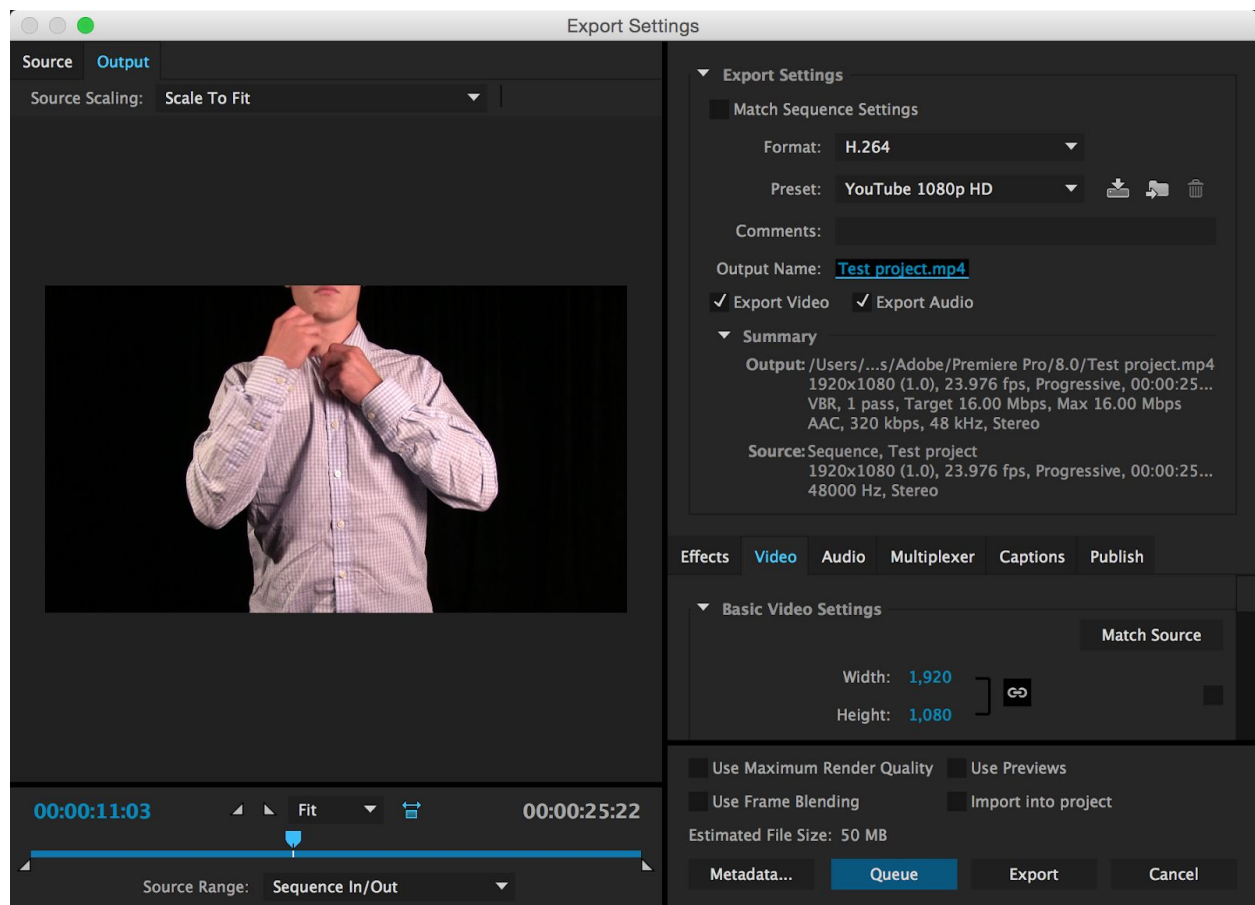 Export Settings
Source Output
Source Scaling: Scale To Fit
00:00:11:03 Fit 00:00:25:22
Source Range: Sequence In/Out
Export Settings
Match Sequence Settings
Format: H.264
Preset: YouTube 1080p HD
Comments:
Output Name: Test project.mp4
Export Video Export Audio
Summary
Output: /Users/...s/Adobe/Premiere Pro/8.0/Test project.mp4
1920x1080 (1.0), 23.976 fps, Progressive, 00:00:25...
VBR, 1 pass, Target 16.00 Mbps, Max 16.00 Mbps
AAC, 320 kbps, 48 kHz, Stereo
Source: Sequence, Test project
1920x1080 (1.0), 23.976 fps, Progressive, 00:00:25...
48000 Hz, Stereo
Effects Video Audio Multiplexer Captions Publish
Basic Video Settings
Match Source
Width: 1,920
Height: 1,080
Use Maximum Render Quality Use Previews
Use Frame Blending Import into project
Estimated File Size: 50 MB
Metadata... Queue Export Cancel